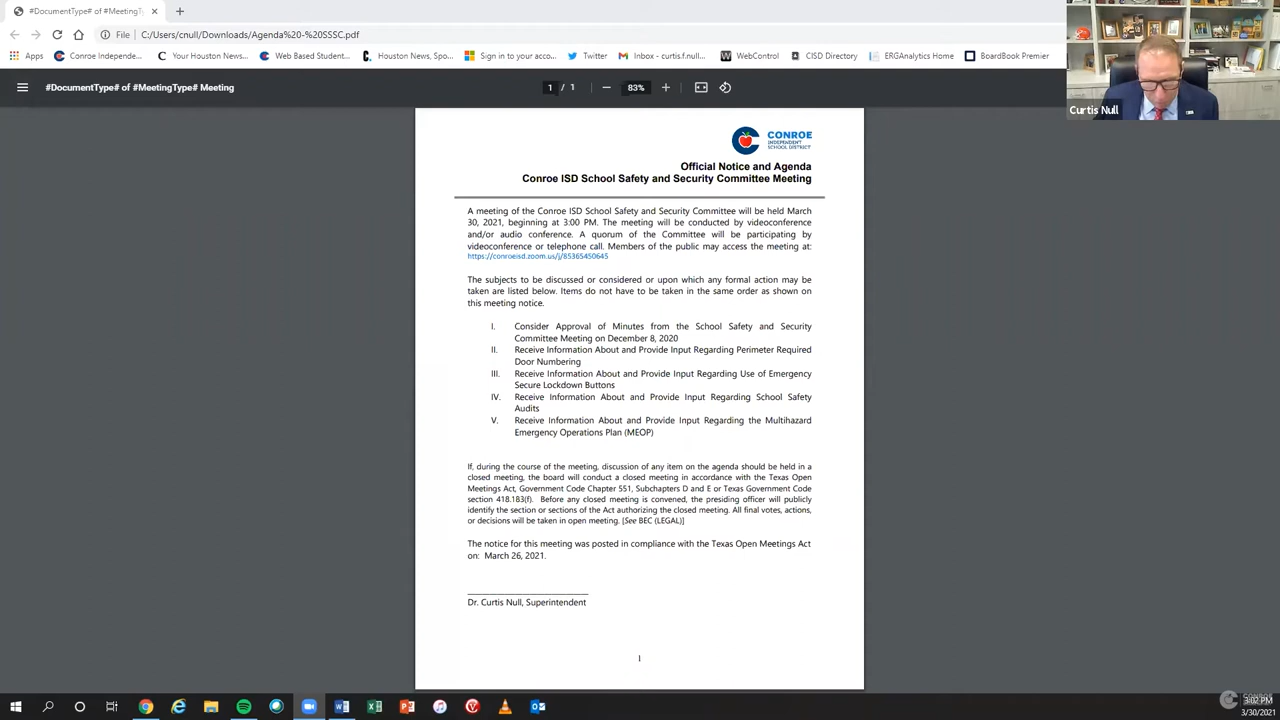 #DocumentType# of #MeetingTy
File
C:/Users/cnull/Downloads/Agenda%20-%20SSSC.pdf
Apps
Conroe Independent...
Your Houston News...
Web Based Student...
Houston News, Spo...
Sign in to your acco...
Twitter
Inbox - curtis.f.null...
WebControl
CISD Directory
ERGAnalytics Home
BoardBook Premier
#DocumentType# of #MeetingType# Meeting
1 / 1
83%
Curtis Null
CONROE
INDEPENDENT
SCHOOL DISTRICT
Official Notice and Agenda
Conroe ISD School Safety and Security Committee Meeting
A meeting of the Conroe ISD School Safety and Security Committee will be held March
30, 2021, beginning at 3:00 PM. The meeting will be conducted by videoconference
and/or audio conference. A quorum of the Committee will be participating by
videoconference or telephone call. Members of the public may access the meeting at:
https://conroeisd.zoom.us/j/85365450645
The subjects to be discussed or considered or upon which any formal action may be
taken are listed below. Items do not have to be taken in the same order as shown on
this meeting notice.
I. Consider Approval of Minutes from the School Safety and Security
Committee Meeting on December 8, 2020
II. Receive Information About and Provide Input Regarding Perimeter Required
Door Numbering
III. Receive Information About and Provide Input Regarding Use of Emergency
Secure Lockdown Buttons
IV. Receive Information About and Provide Input Regarding School Safety
Audits
V. Receive Information About and Provide Input Regarding the Multihazard
Emergency Operations Plan (MEOP)
If, during the course of the meeting, discussion of any item on the agenda should be held in a
closed meeting, the board will conduct a closed meeting in accordance with the Texas Open
Meetings Act, Government Code Chapter 551, Subchapters D and E or Texas Government Code
section 418.183(f). Before any closed meeting is convened, the presiding officer will publicly
identify the section or sections of the Act authorizing the closed meeting. All final votes, actions,
or decisions will be taken in open meeting. [See BEC (LEGAL)]
The notice for this meeting was posted in compliance with the Texas Open Meetings Act
on: March 26, 2021.
Dr. Curtis Null, Superintendent
1
CONROE
3:02 PM
3/30/2021